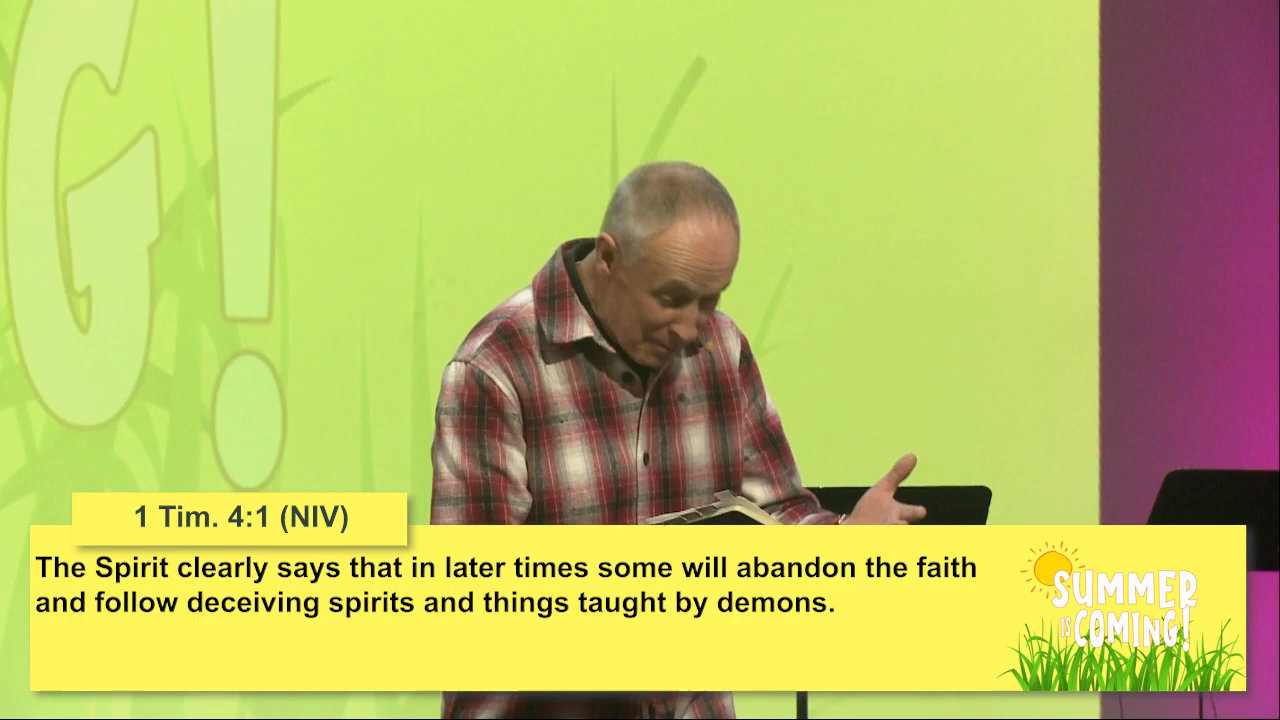 G!
1 Tim. 4:1 (NIV)
The Spirit clearly says that in later times some will abandon the faith
and follow deceiving spirits and things taught by demons.
SUMMER
IS COMING!